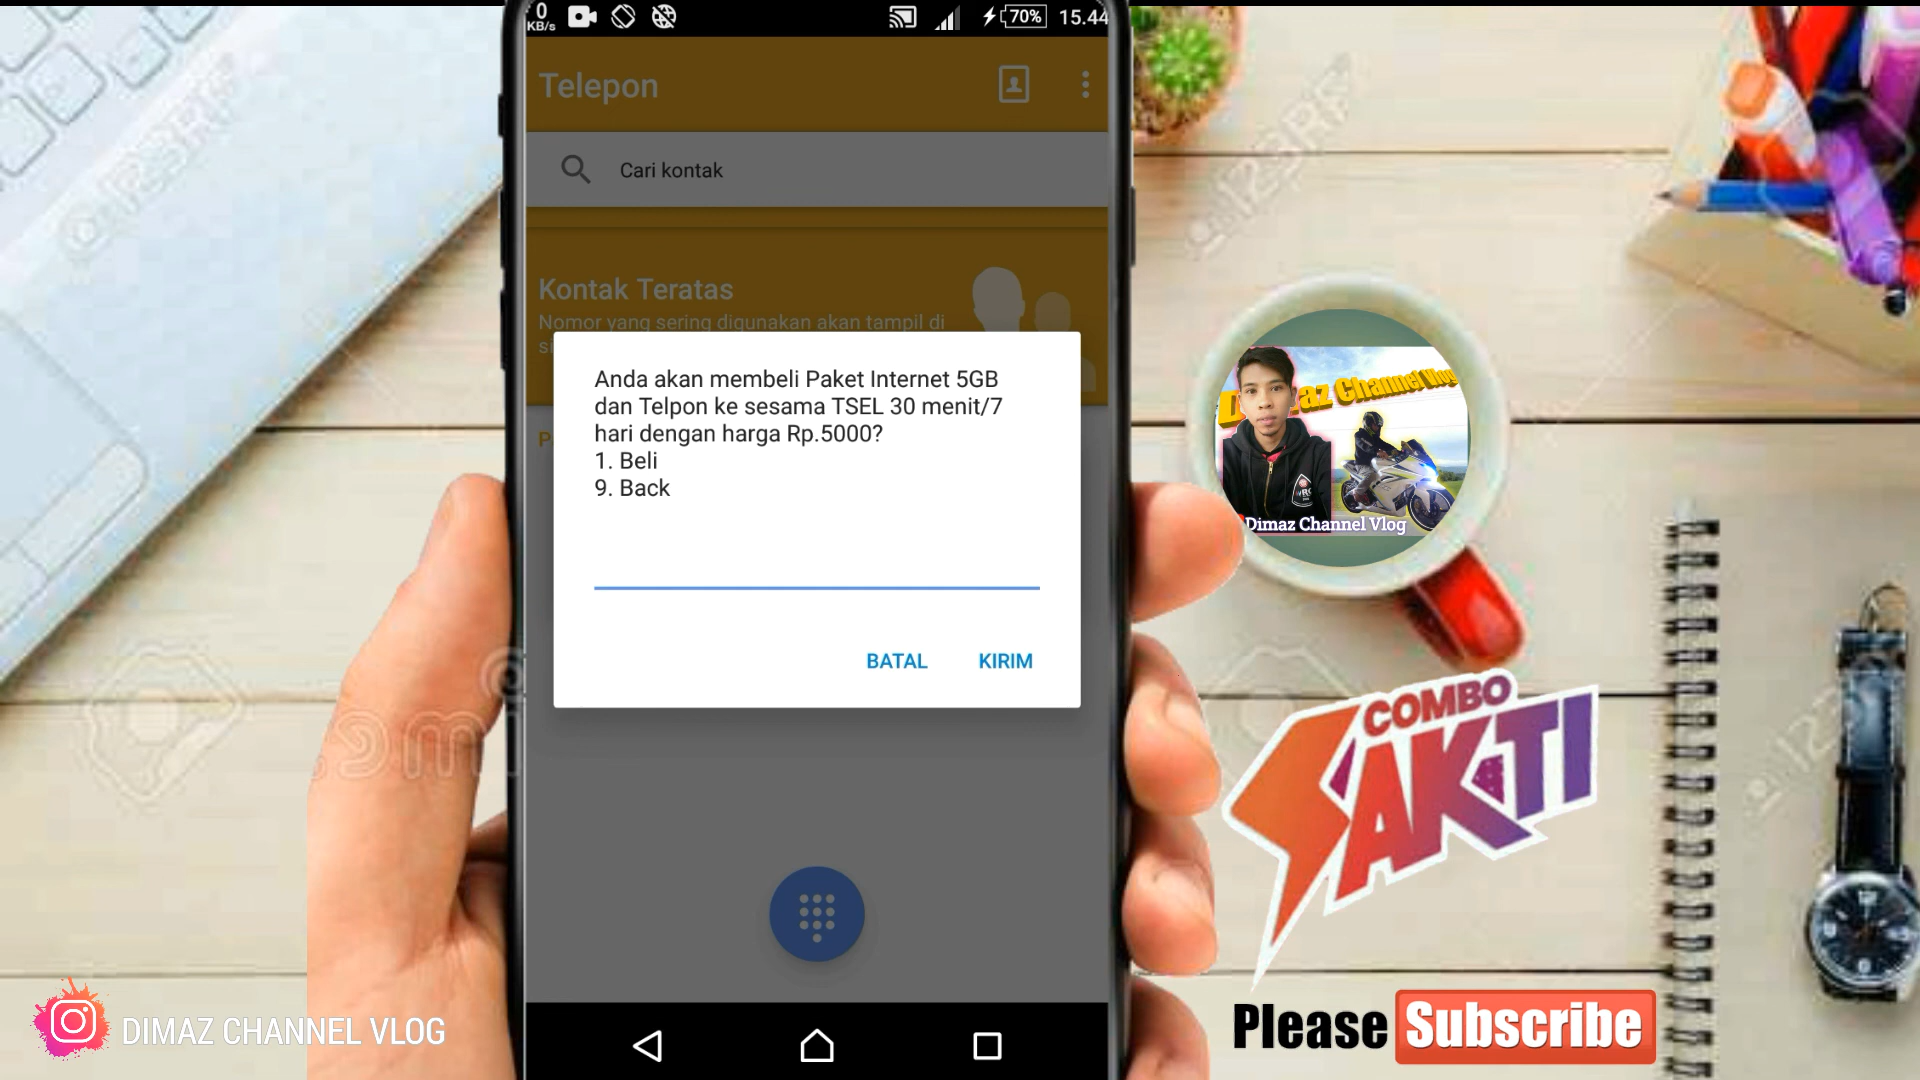 0
KB/s
70%
15.44
Telepon
Cari kontak
Kontak Teratas
Nomor yang sering digunakan akan tampil di
Anda akan membeli Paket Internet 5GB
dan Telpon ke sesama TSEL 30 menit/7
hari dengan harga Rp.5000?
1. Beli
9. Back
BATAL
KIRIM
Dimaz Channel Vlog
COMBO
SAKTI
Please Subscribe
DIMAZ CHANNEL VLOG